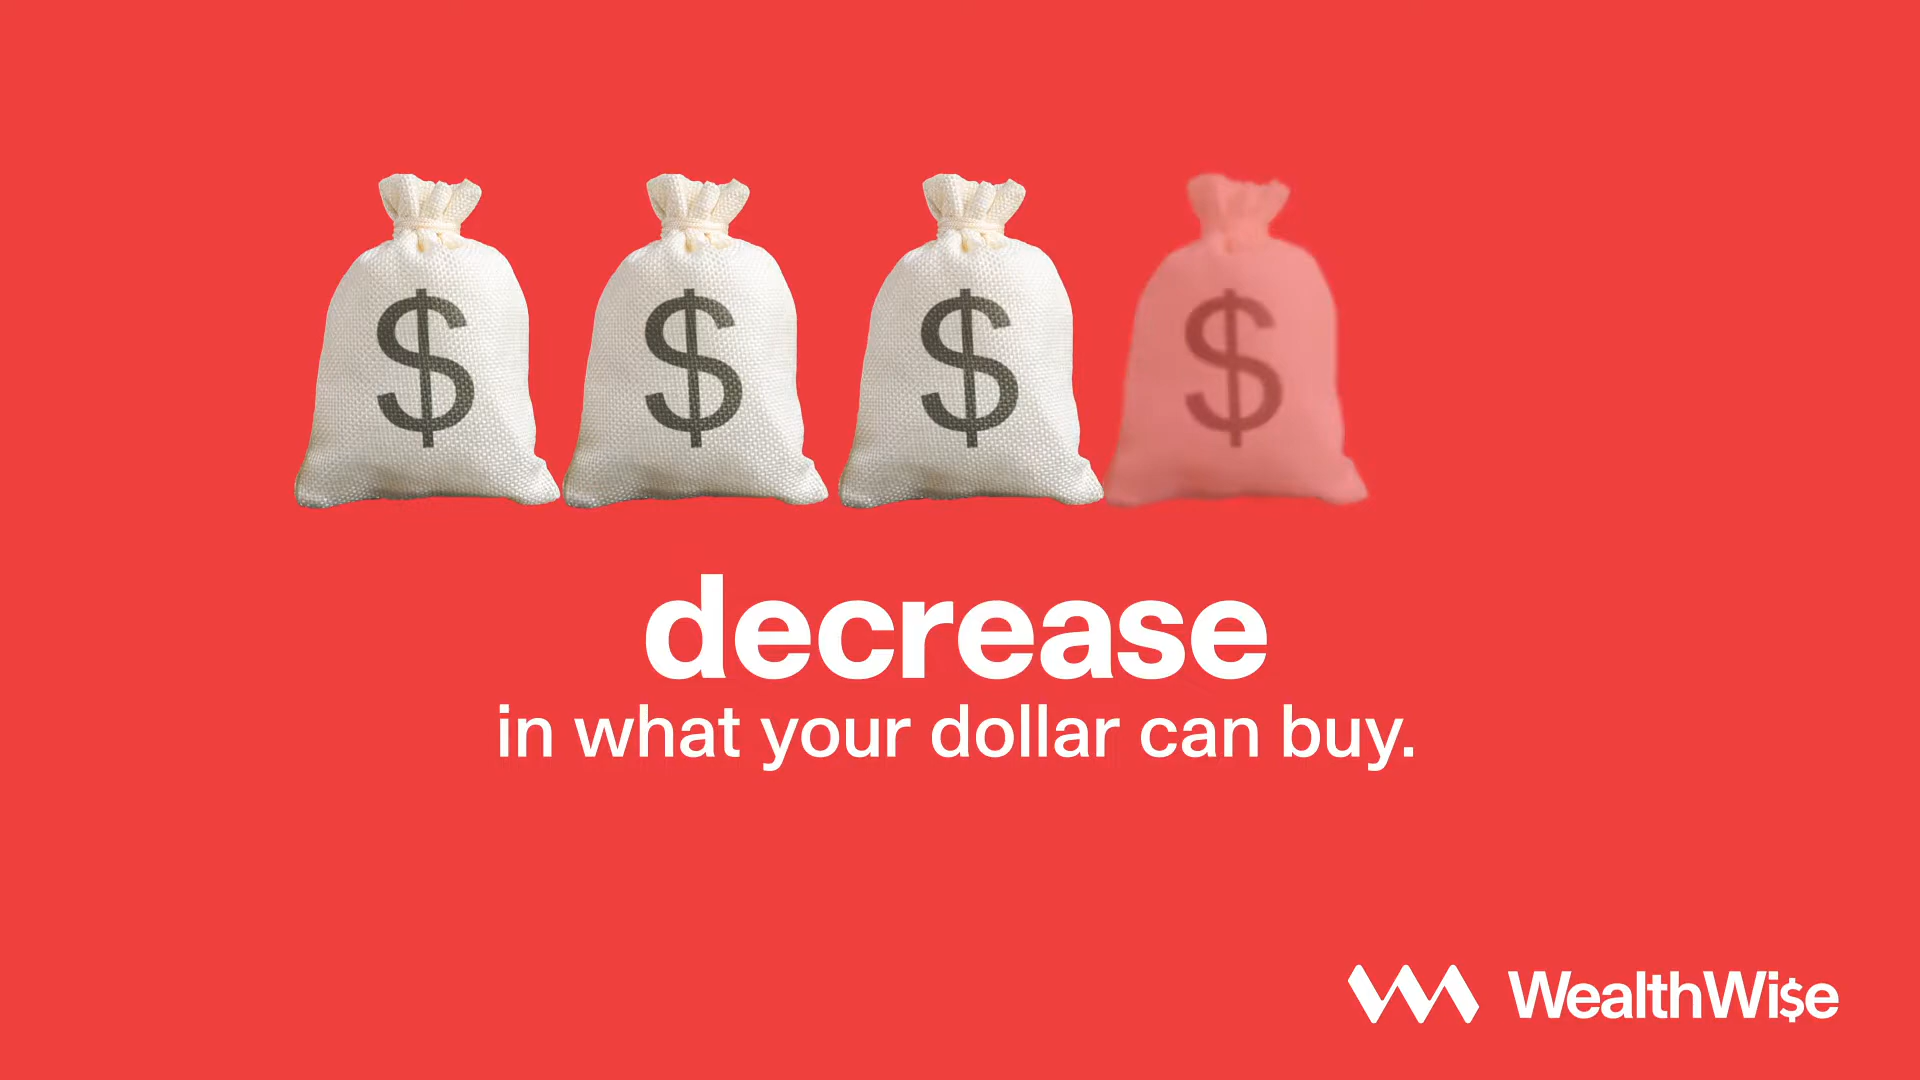 $ $ $ $
decrease
in what your dollar can buy.
WealthWi$e